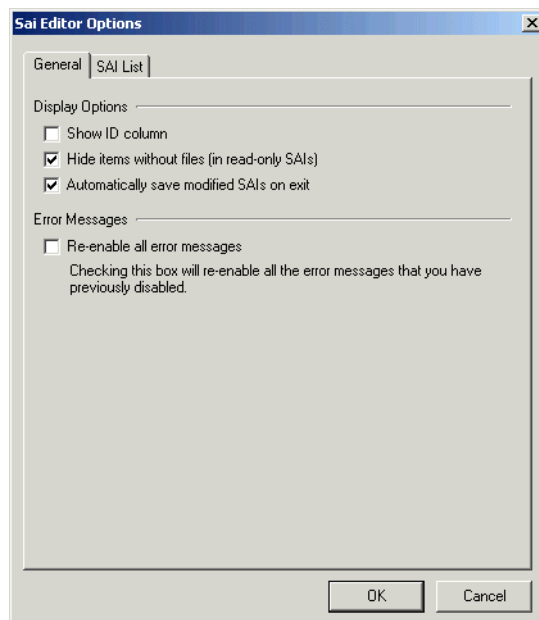 Sai Editor Options
General
SAI List
Display Options
Show ID column
Hide items without files (in read-only SAIs)
Automatically save modified SAIs on exit
Error Messages
Re-enable all error messages
Checking this box will re-enable all the error messages that you have
previously disabled.
OK
Cancel